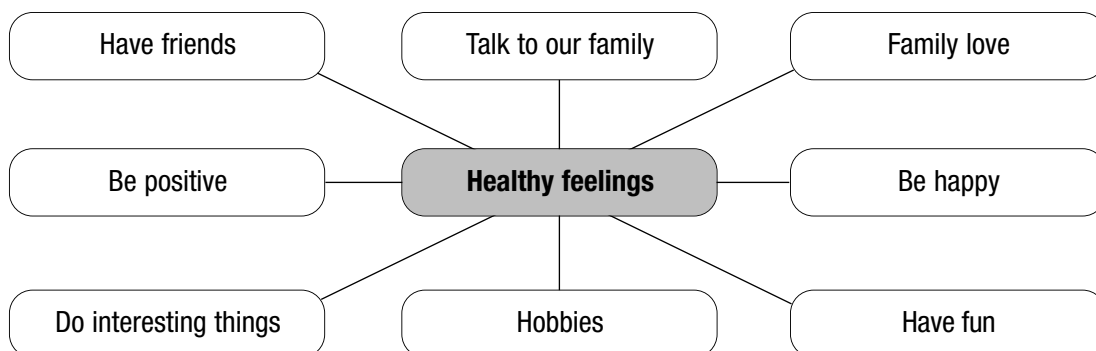 Have friends
Talk to our family
Family love
Be positive
Healthy feelings
Be happy
Do interesting things
Hobbies
Have fun